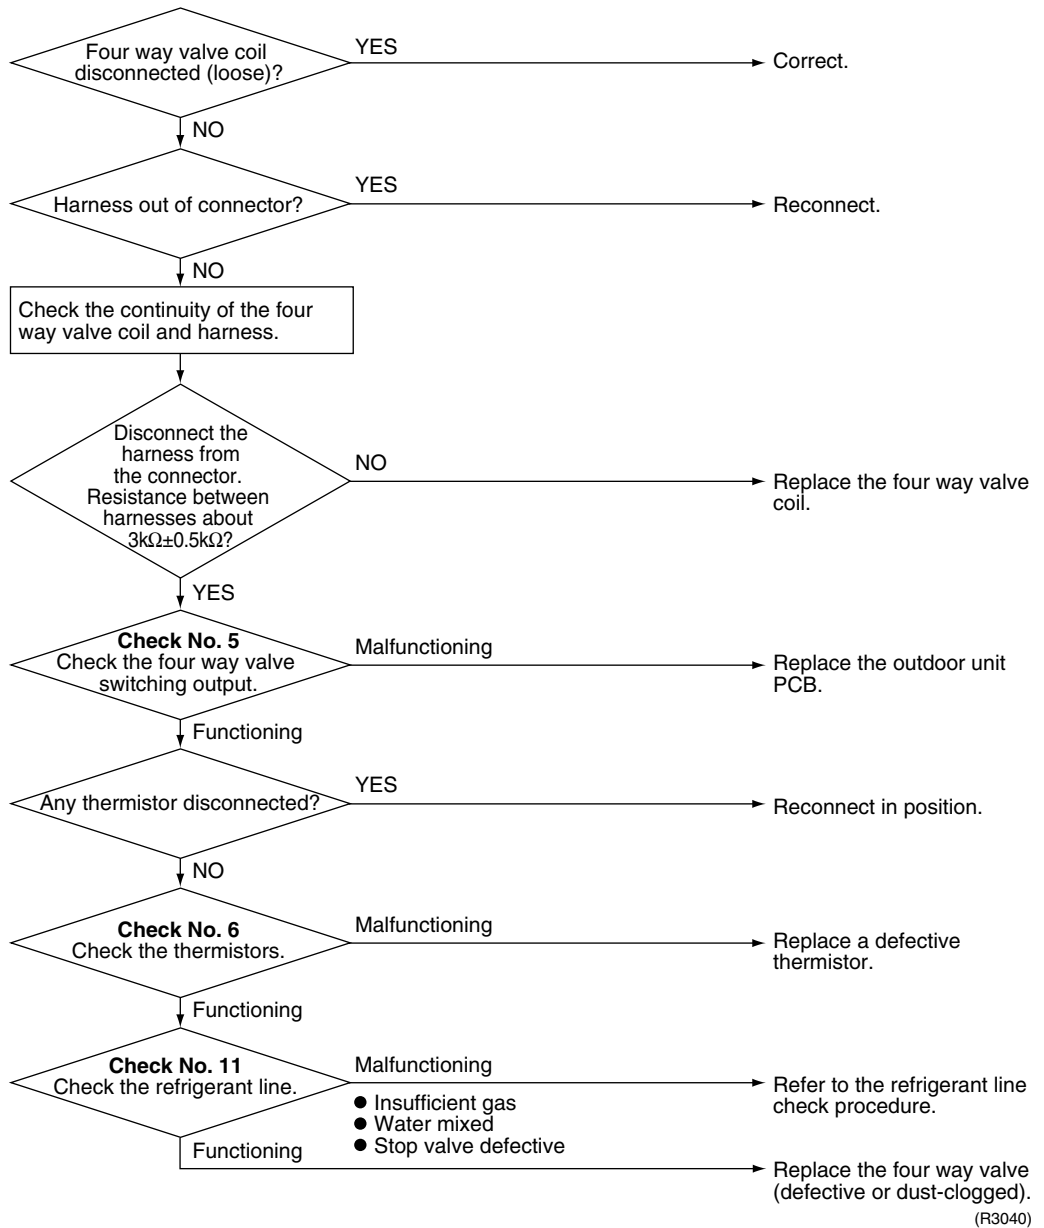 Four way valve coil
disconnected (loose)?
YES
Correct.
NO
Harness out of connector?
YES
Reconnect.
NO
Check the continuity of the four
way valve coil and harness.
Disconnect the
harness from
the connector.
Resistance between
harnesses about
3kΩ±0.5kΩ?
NO
Replace the four way valve
coil.
YES
Check No. 5
Check the four way valve
switching output.
Malfunctioning
Replace the outdoor unit
PCB.
Functioning
Any thermistor disconnected?
YES
Reconnect in position.
NO
Check No. 6
Check the thermistors.
Malfunctioning
Replace a defective
thermistor.
Functioning
Check No. 11
Check the refrigerant line.
Malfunctioning
● Insufficient gas
● Water mixed
● Stop valve defective
Refer to the refrigerant line
check procedure.
Functioning
Replace the four way valve
(defective or dust-clogged).
(R3040)